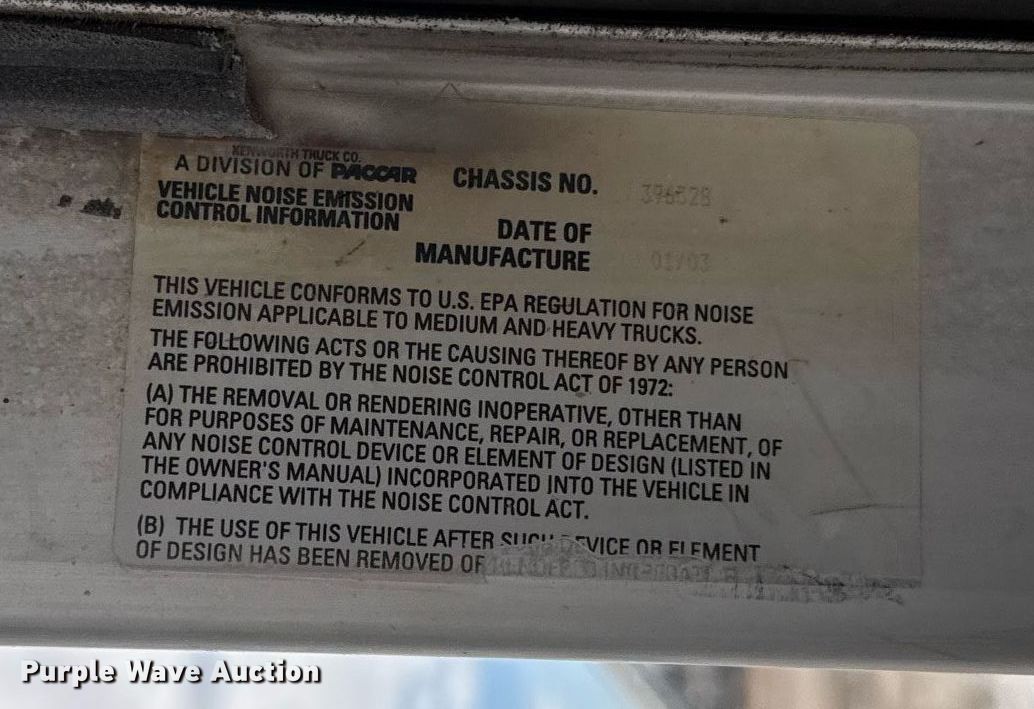 KENWORTH TRUCK CO.
A DIVISION OF PACCAR
VEHICLE NOISE EMISSION
CONTROL INFORMATION
CHASSIS NO. 396528
DATE OF
MANUFACTURE 01/03
THIS VEHICLE CONFORMS TO U.S. EPA REGULATION FOR NOISE
EMISSION APPLICABLE TO MEDIUM AND HEAVY TRUCKS.
THE FOLLOWING ACTS OR THE CAUSING THEREOF BY ANY PERSON
ARE PROHIBITED BY THE NOISE CONTROL ACT OF 1972:
(A) THE REMOVAL OR RENDERING INOPERATIVE, OTHER THAN
FOR PURPOSES OF MAINTENANCE, REPAIR, OR REPLACEMENT, OF
ANY NOISE CONTROL DEVICE OR ELEMENT OF DESIGN (LISTED IN
THE OWNER'S MANUAL) INCORPORATED INTO THE VEHICLE IN
COMPLIANCE WITH THE NOISE CONTROL ACT.
(B) THE USE OF THIS VEHICLE AFTER SUCH DEVICE OR ELEMENT
OF DESIGN HAS BEEN REMOVED
Purple Wave Auction